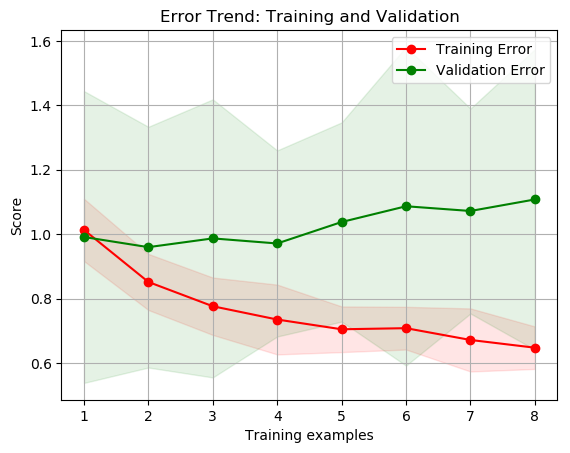 Error Trend: Training and Validation
Training Error
Validation Error
1.6
1.4
1.2
1.0
0.8
0.6
Score
1 2 3 4 5 6 7 8
Training examples